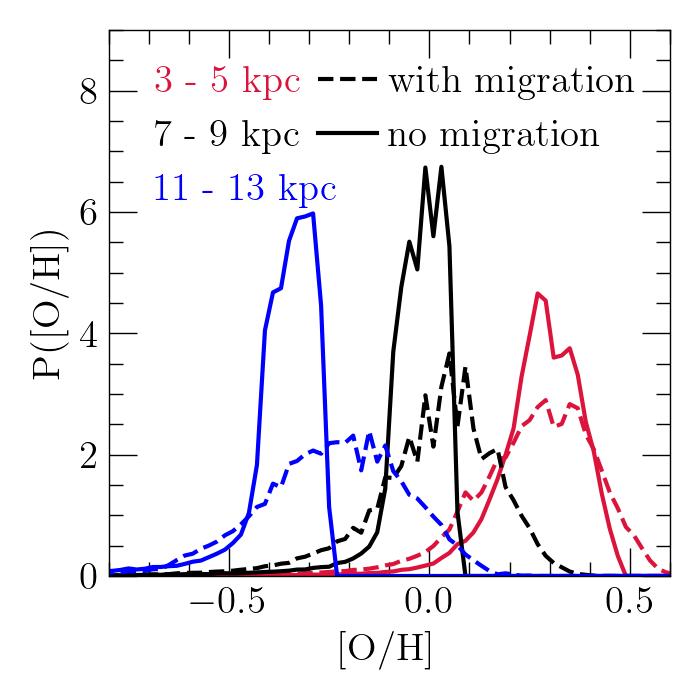 3 - 5 kpc with migration
7 - 9 kpc no migration
11 - 13 kpc
P([O/H])
8
6
4
2
0
−0.5 0.0 0.5
[O/H]